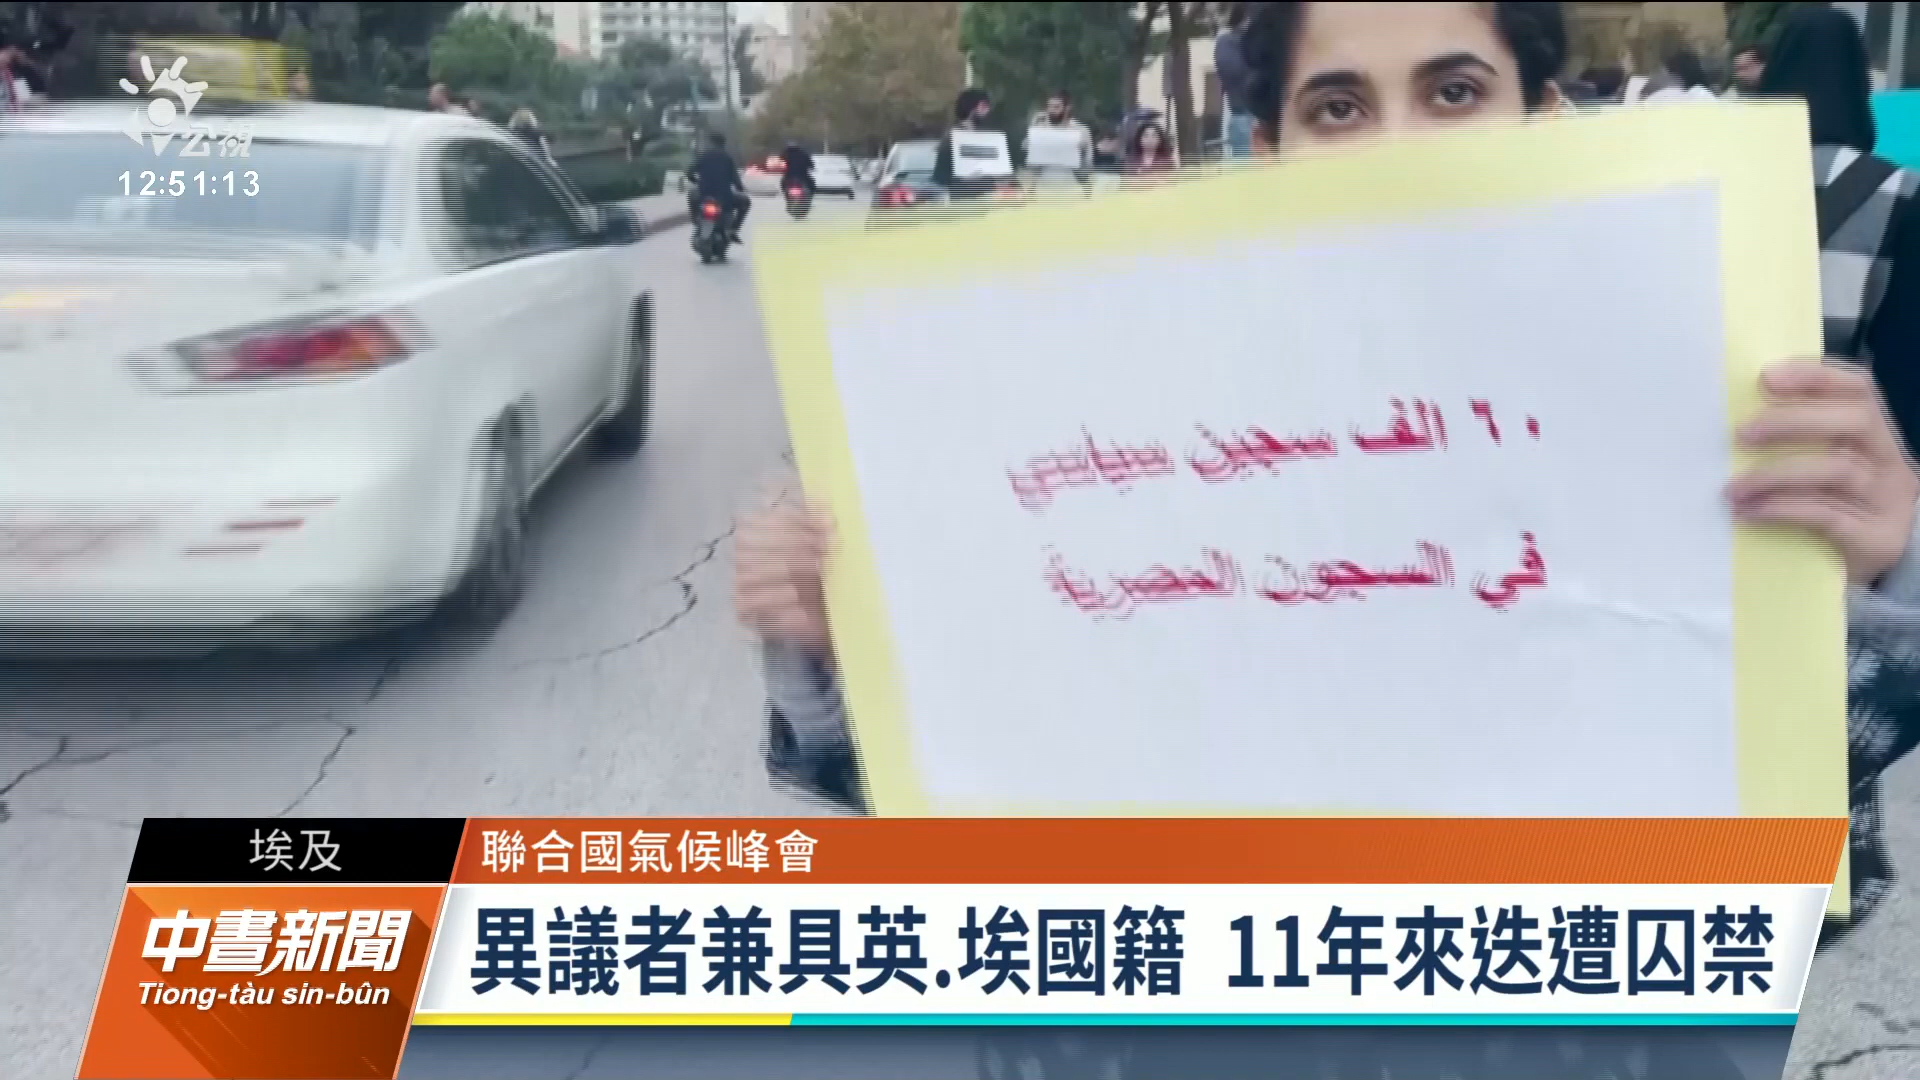 公視
12:51:13
٦٠ الف سجين سياسي
في السجون المصرية
埃及
聯合國氣候峰會
中晝新聞
Tiong-tàu sin-bûn
異議者兼具英.埃國籍 11年來迭遭囚禁